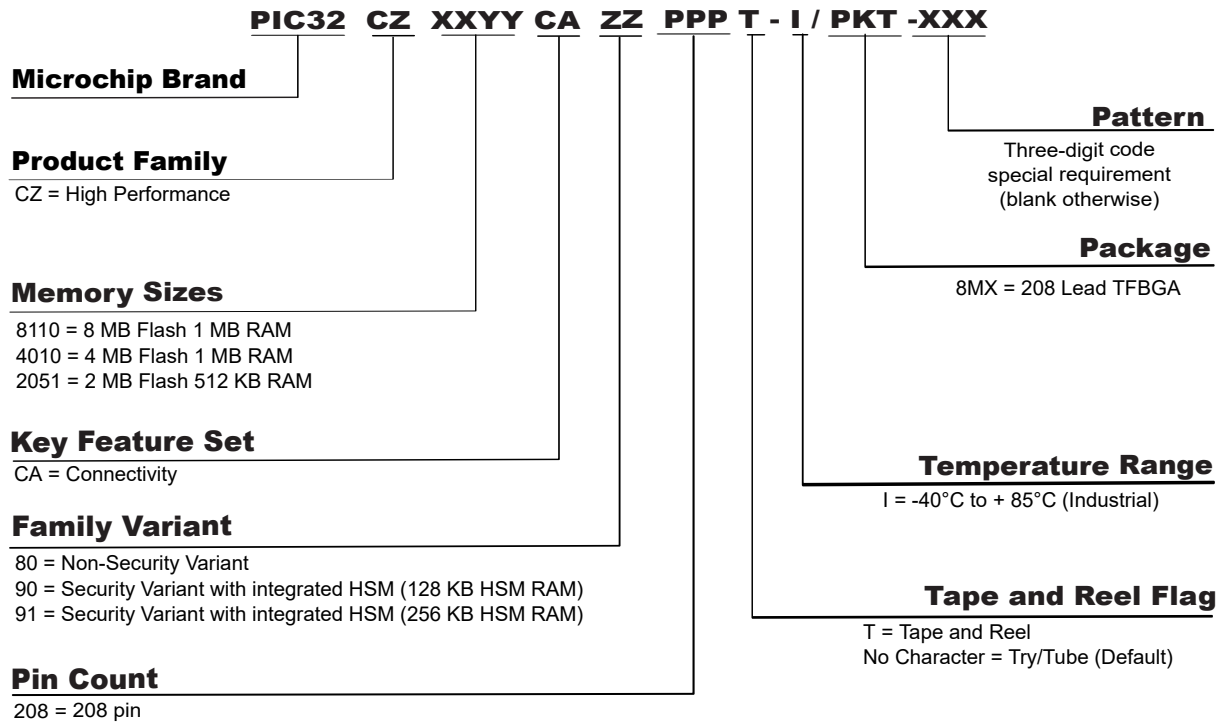 PIC32 CZ XXYY CA ZZ PPP T - I / PKT -XXX
Microchip Brand
Product Family
CZ = High Performance
Memory Sizes
8110 = 8 MB Flash 1 MB RAM
4010 = 4 MB Flash 1 MB RAM
2051 = 2 MB Flash 512 KB RAM
Key Feature Set
CA = Connectivity
Family Variant
80 = Non-Security Variant
90 = Security Variant with integrated HSM (128 KB HSM RAM)
91 = Security Variant with integrated HSM (256 KB HSM RAM)
Pin Count
208 = 208 pin
Pattern
Three-digit code
special requirement
(blank otherwise)
Package
8MX = 208 Lead TFBGA
Temperature Range
I = -40°C to + 85°C (Industrial)
Tape and Reel Flag
T = Tape and Reel
No Character = Try/Tube (Default)